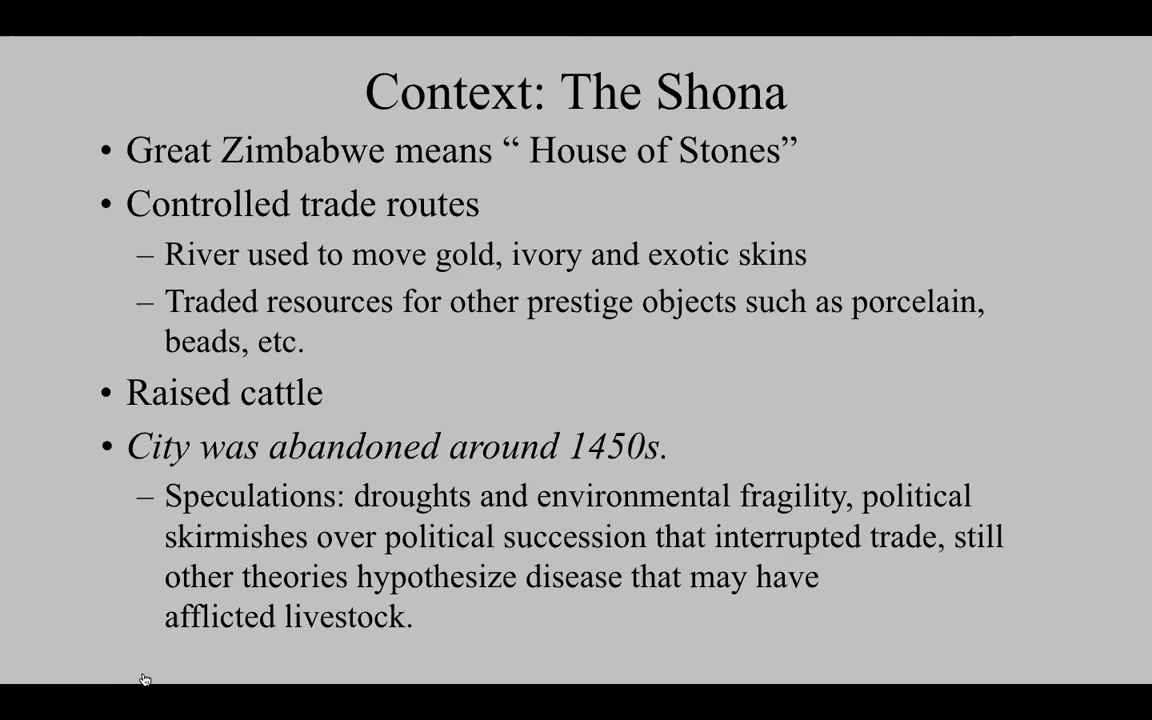 Context: The Shona
• Great Zimbabwe means “ House of Stones”
• Controlled trade routes
– River used to move gold, ivory and exotic skins
– Traded resources for other prestige objects such as porcelain,
beads, etc.
• Raised cattle
• City was abandoned around 1450s.
– Speculations: droughts and environmental fragility, political
skirmishes over political succession that interrupted trade, still
other theories hypothesize disease that may have
afflicted livestock.